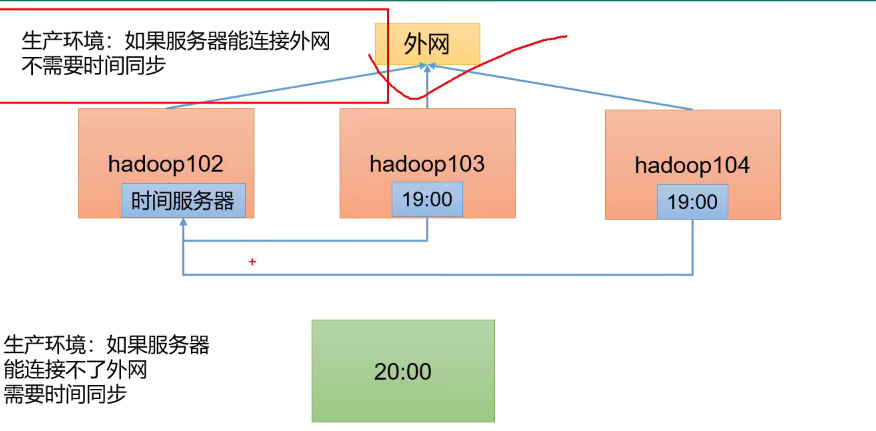 生产环境：如果服务器能连接外网
不需要时间同步
外网
hadoop102
时间服务器
hadoop103
19:00
hadoop104
19:00
生产环境：如果服务器
能连接不了外网
需要时间同步
20:00